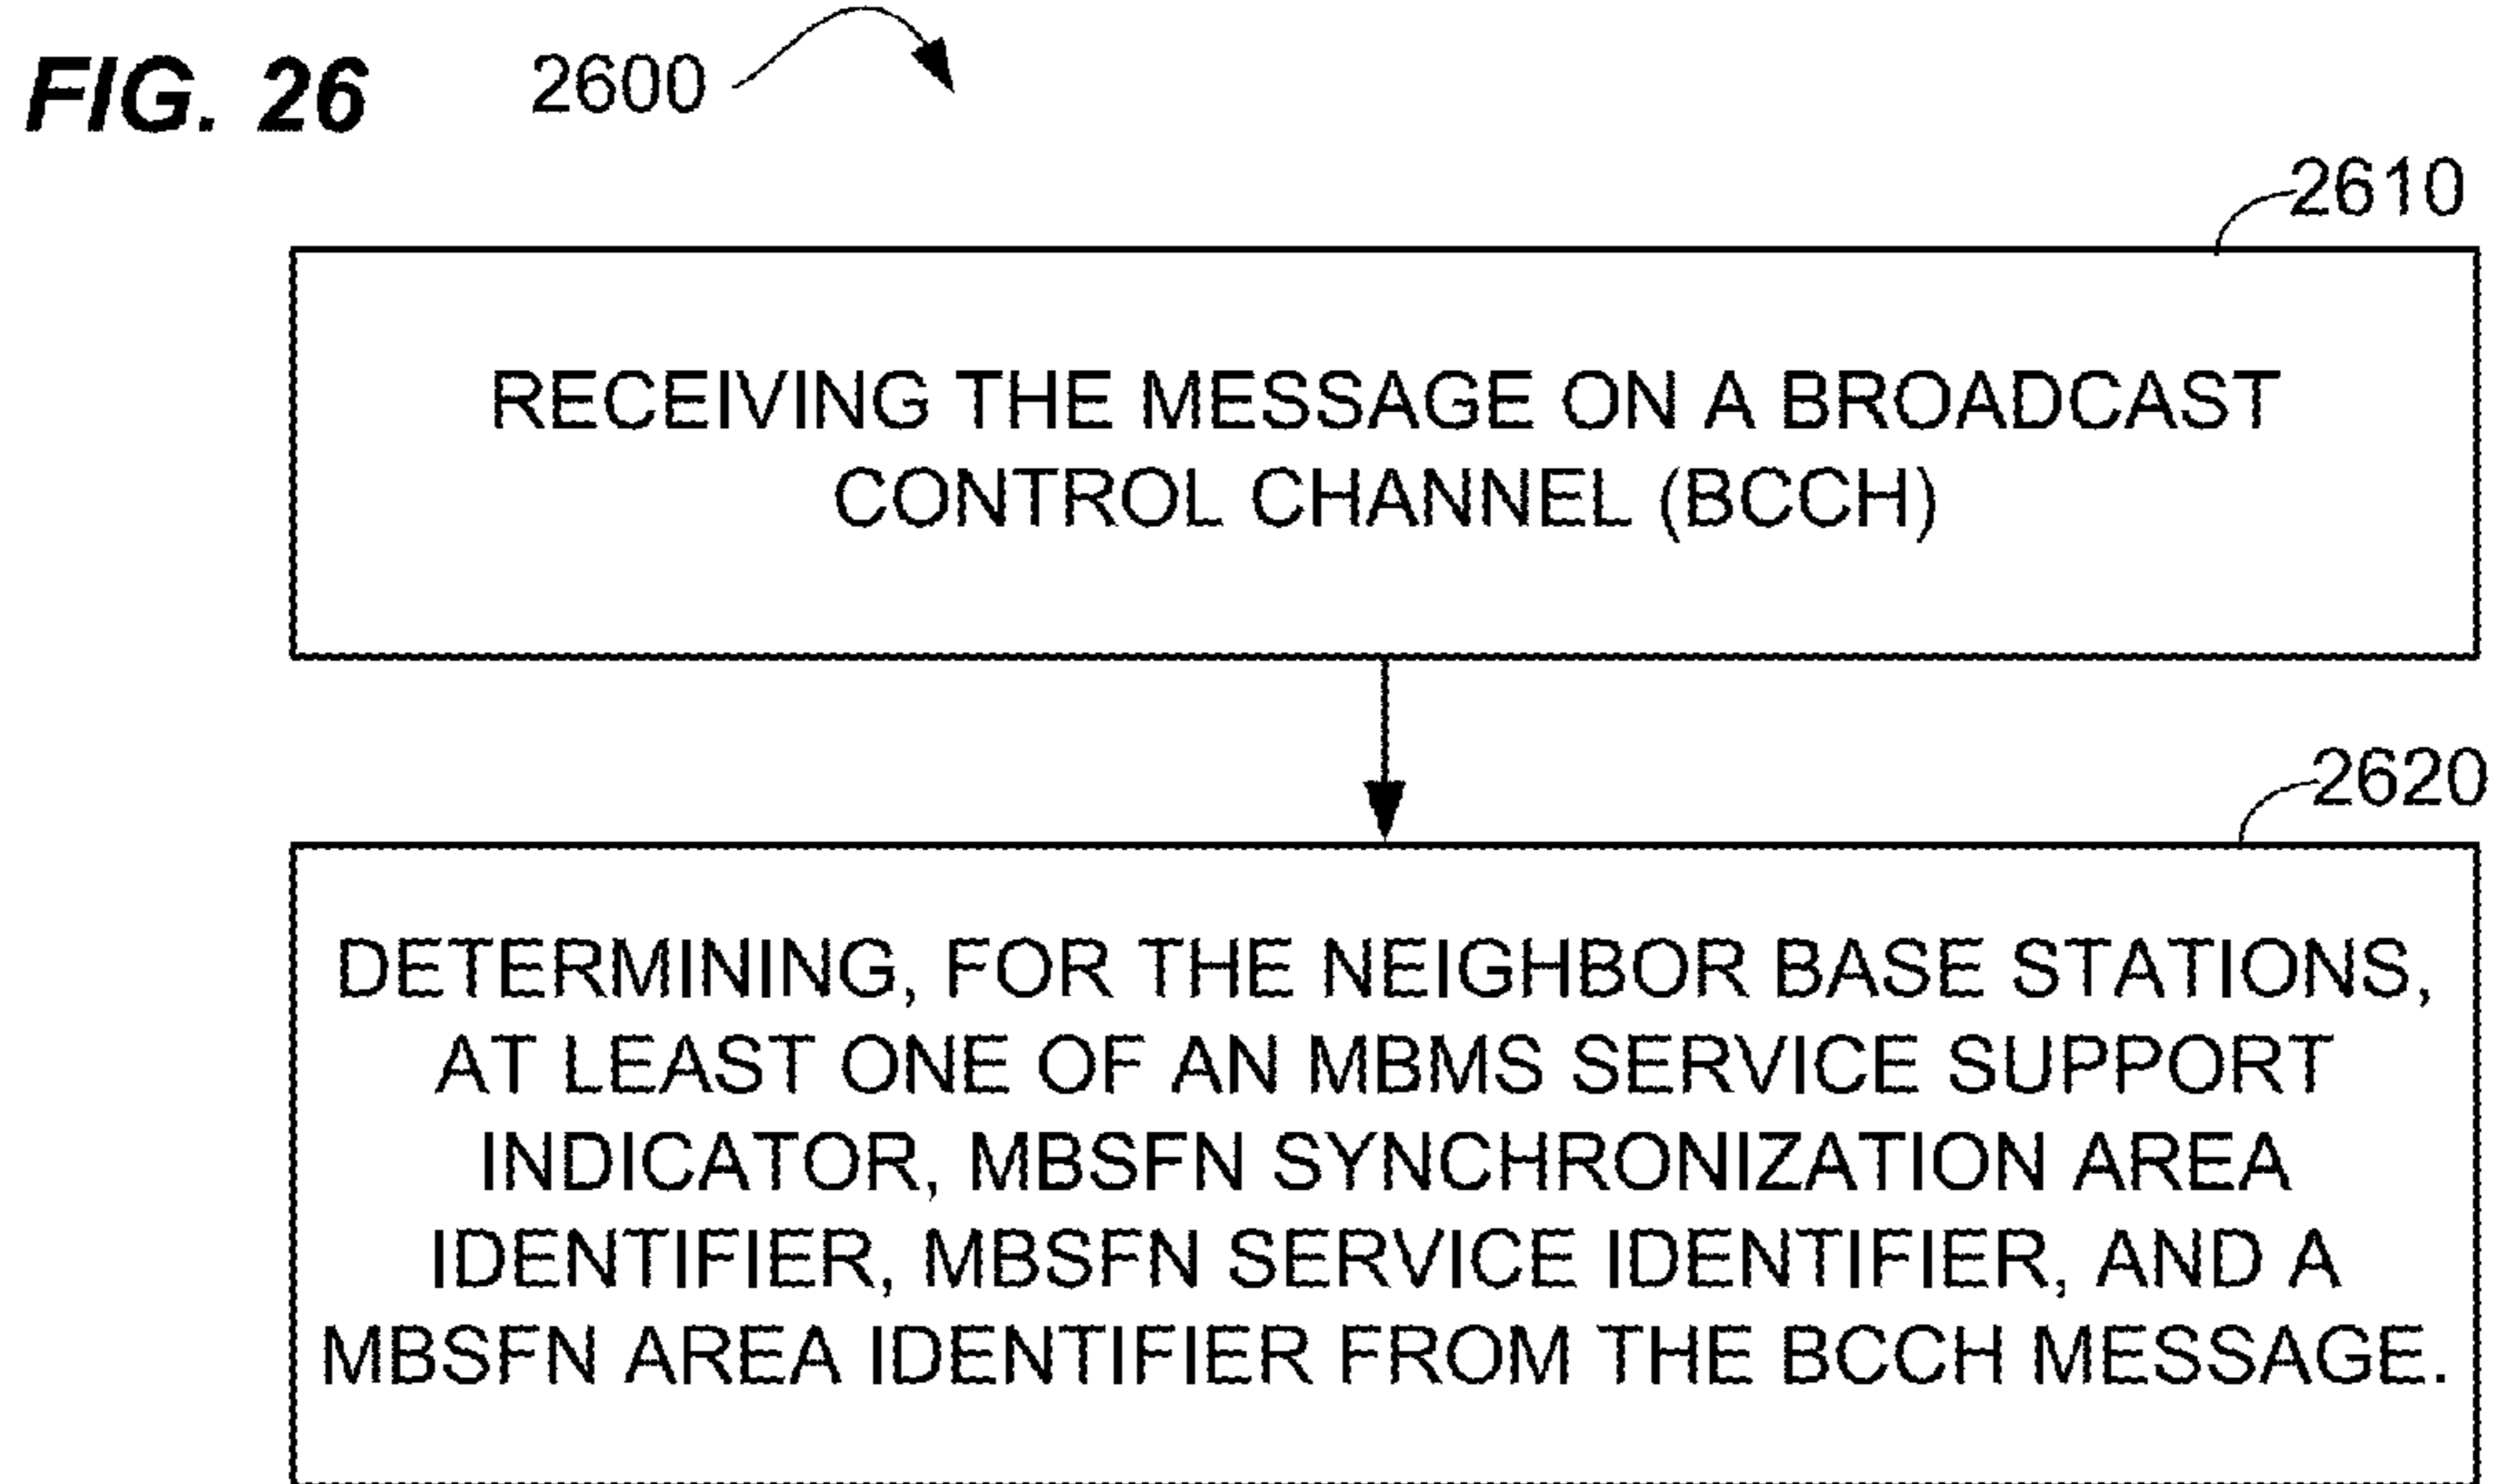 FIG. 26
2600
2610
RECEIVING THE MESSAGE ON A BROADCAST
CONTROL CHANNEL (BCCH)
2620
DETERMINING, FOR THE NEIGHBOR BASE STATIONS,
AT LEAST ONE OF AN MBMS SERVICE SUPPORT
INDICATOR, MBSFN SYNCHRONIZATION AREA
IDENTIFIER, MBSFN SERVICE IDENTIFIER, AND A
MBSFN AREA IDENTIFIER FROM THE BCCH MESSAGE.